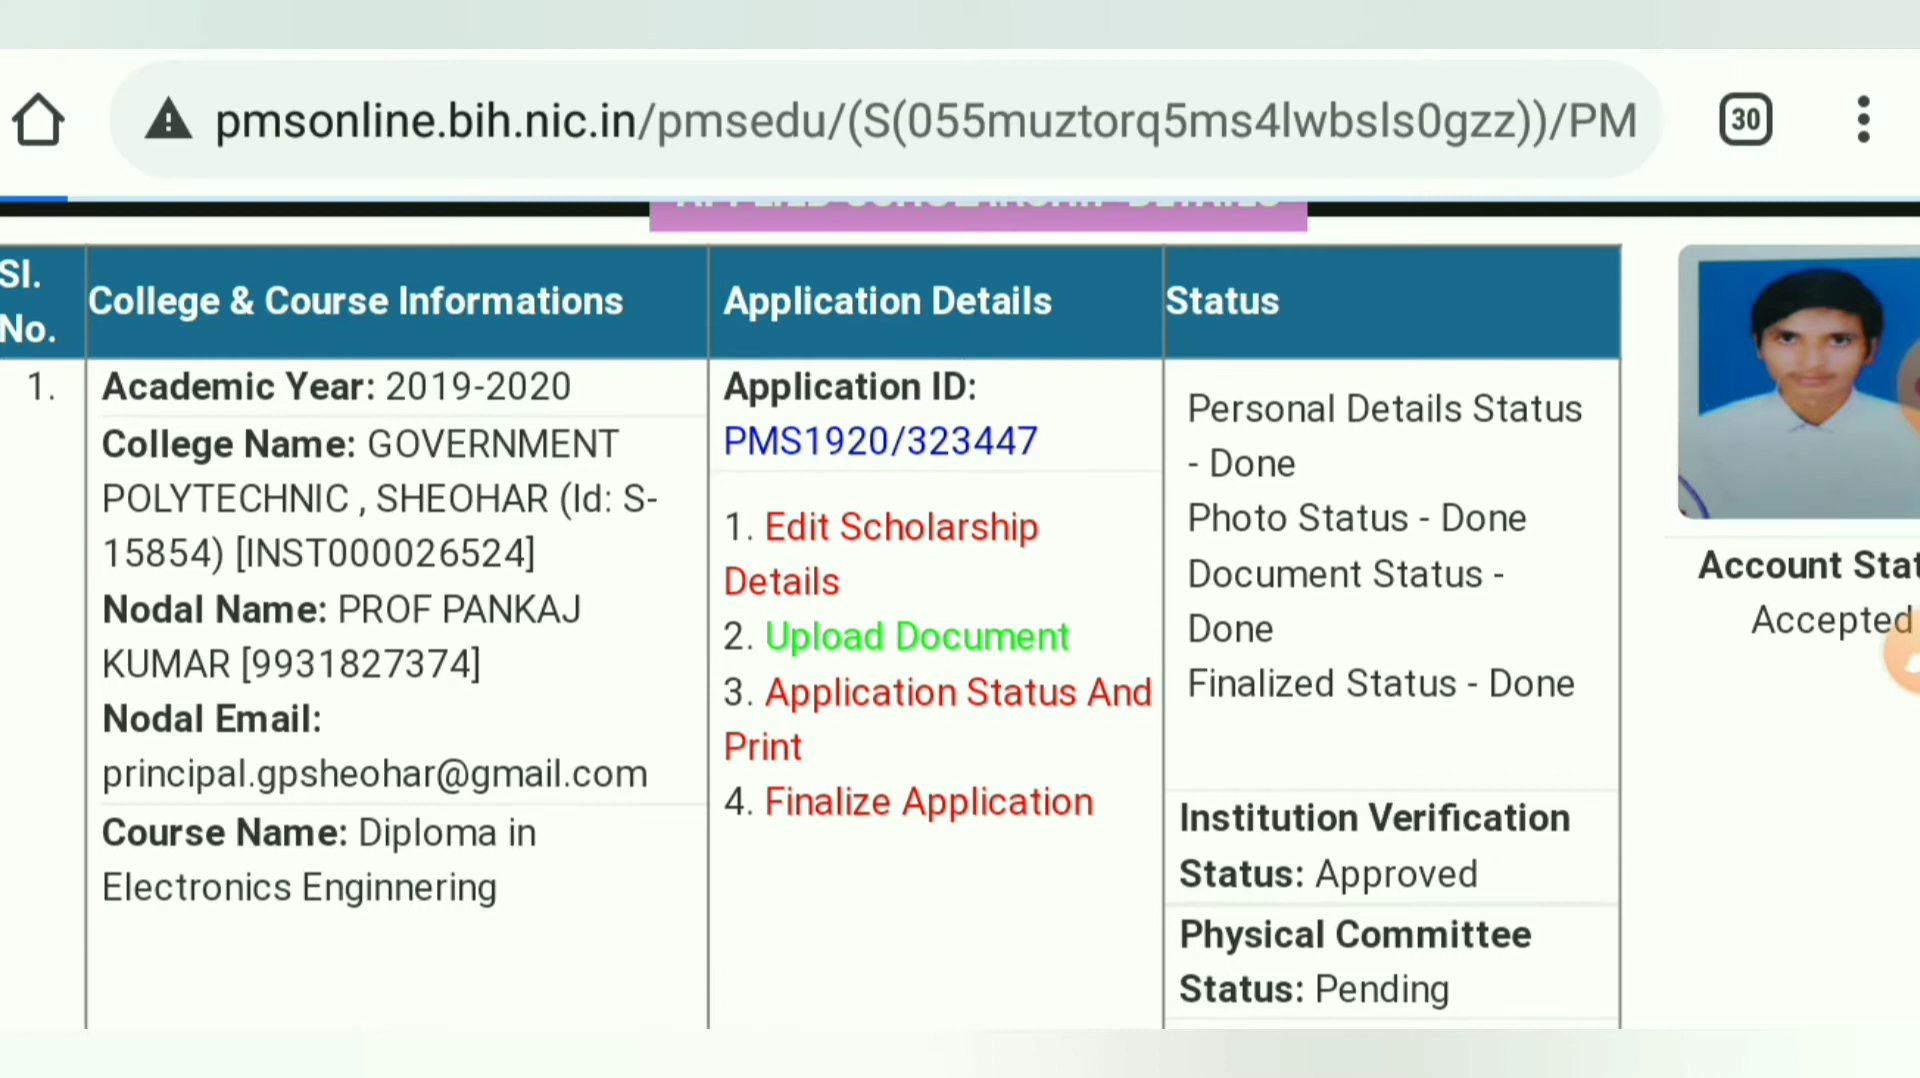 pmsonline.bih.nic.in/pmsedu/(S(055muztorq5ms4lwbsls0gzz))/PM
30
Sl.
No.
College & Course Informations
Application Details
Status
1.
Academic Year: 2019-2020
College Name: GOVERNMENT
POLYTECHNIC , SHEOHAR (Id: S-
15854) [INST000026524]
Nodal Name: PROF PANKAJ
KUMAR [9931827374]
Nodal Email:
principal.gpsheohar@gmail.com
Course Name: Diploma in
Electronics Enginnering
Application ID:
PMS1920/323447
1. Edit Scholarship
Details
2. Upload Document
3. Application Status And
Print
4. Finalize Application
Personal Details Status
- Done
Photo Status - Done
Document Status -
Done
Finalized Status - Done
Institution Verification
Status: Approved
Physical Committee
Status: Pending
Account Stat
Accepted